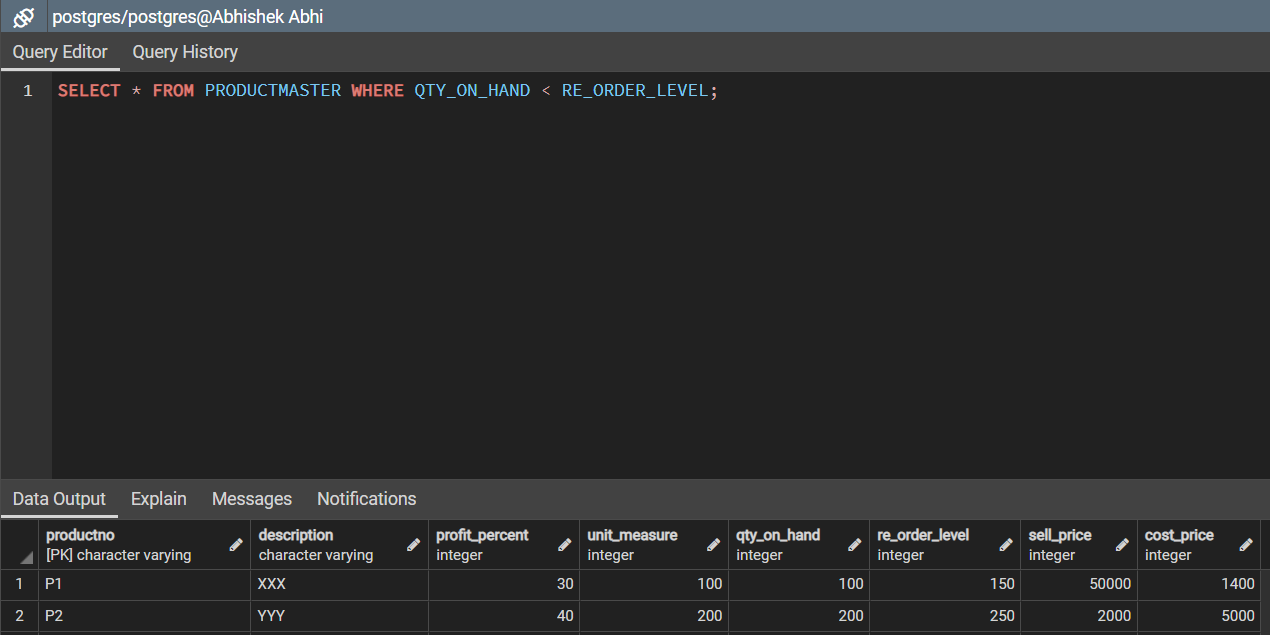 postgres/postgres@Abhishek Abhi
Query Editor Query History
1 SELECT * FROM PRODUCTMASTER WHERE QTY_ON_HAND < RE_ORDER_LEVEL;
Data Output Explain Messages Notifications
productno description profit_percent unit_measure qty_on_hand re_order_level sell_price cost_price
[PK] character varying character varying integer integer integer integer integer integer
1 P1 XXX 30 100 100 150 50000 1400
2 P2 YYY 40 200 200 250 2000 5000